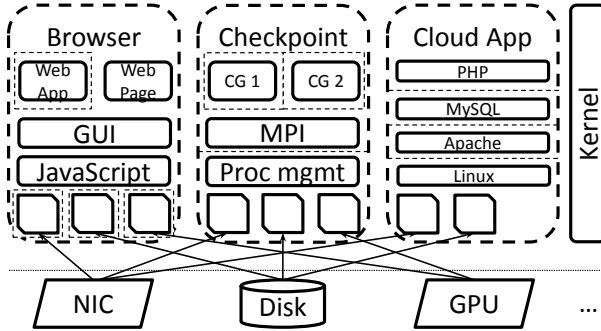 Browser
Web
App
Web
Page
GUI
JavaScript
Checkpoint
CG 1
CG 2
MPI
Proc mgmt
Cloud App
PHP
MySQL
Apache
Linux
Kernel
NIC
Disk
GPU
...